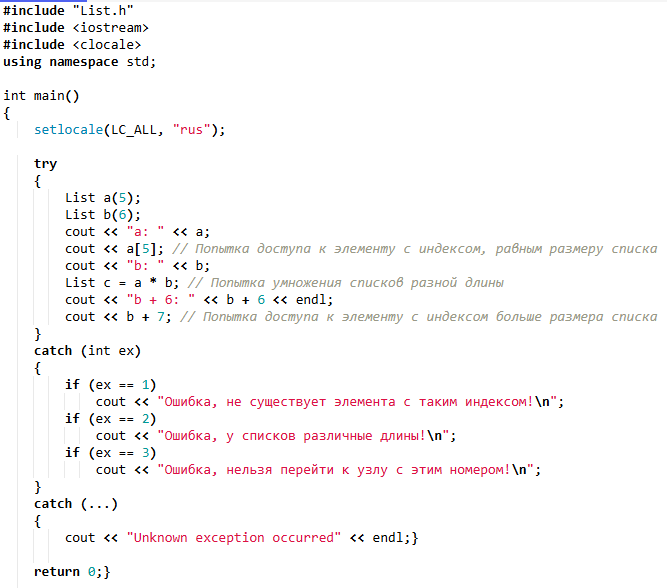 #include "List.h"
#include <iostream>
#include <clocale>
using namespace std;
int main()
{
setlocale(LC_ALL, "rus");
try
{
List a(5);
List b(6);
cout << "a: " << a;
cout << a[5]; // Попытка доступа к элементу с индексом, равным размеру списка
cout << "b: " << b;
List c = a * b; // Попытка умножения списков разной длины
cout << "b + 6: " << b + 6 << endl;
cout << b + 7; // Попытка доступа к элементу с индексом больше размера списка
}
catch (int ex)
{
if (ex == 1)
cout << "Ошибка, не существует элемента с таким индексом!\n";
if (ex == 2)
cout << "Ошибка, у списков различные длины!\n";
if (ex == 3)
cout << "Ошибка, нельзя перейти к узлу с этим номером!\n";
}
catch (...)
{
cout << "Unknown exception occurred" << endl;}
return 0;}